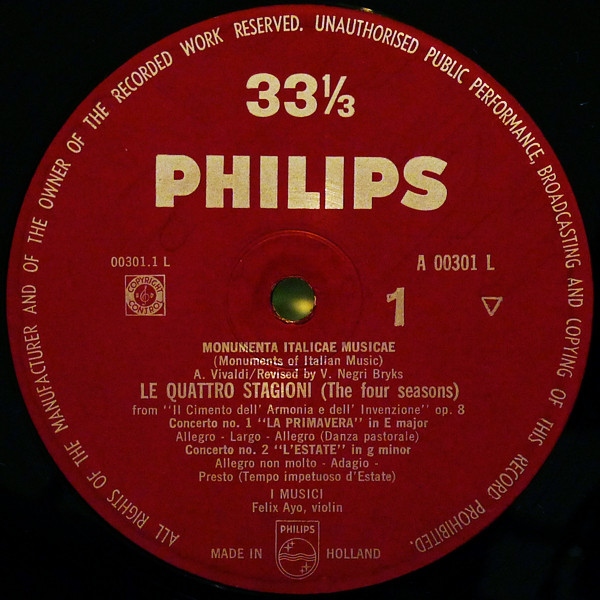 ALL RIGHTS OF THE MANUFACTURER AND OF THE OWNER OF THE RECORDED WORK RESERVED. UNAUTHORISED PUBLIC PERFORMANCE, BROADCASTING AND COPYING OF THIS RECORD PROHIBITED.
33⅓
PHILIPS
00301.1 L
A 00301 L
COPYRIGHT
CONTROL
1
MONUMENTA ITALICAE MUSICAE
(Monuments of Italian Music)
A. Vivaldi/Revised by V. Negri Bryks
LE QUATTRO STAGIONI (The four seasons)
from "Il Cimento dell' Armonia e dell' Invenzione" op. 8
Concerto no. 1 "LA PRIMAVERA" in E major
Allegro - Largo - Allegro (Danza pastorale)
Concerto no. 2 "L'ESTATE" in g minor
Allegro non molto - Adagio -
Presto (Tempo impetuoso d'Estate)
I MUSICI
Felix Ayo, violin
PHILIPS
MADE IN HOLLAND